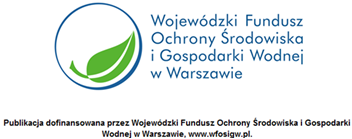 Wojewódzki Fundusz
Ochrony Środowiska
i Gospodarki Wodnej
w Warszawie
Publikacja dofinansowana przez Wojewódzki Fundusz Ochrony Środowiska i Gospodarki
Wodnej w Warszawie, www.wfosigw.pl.